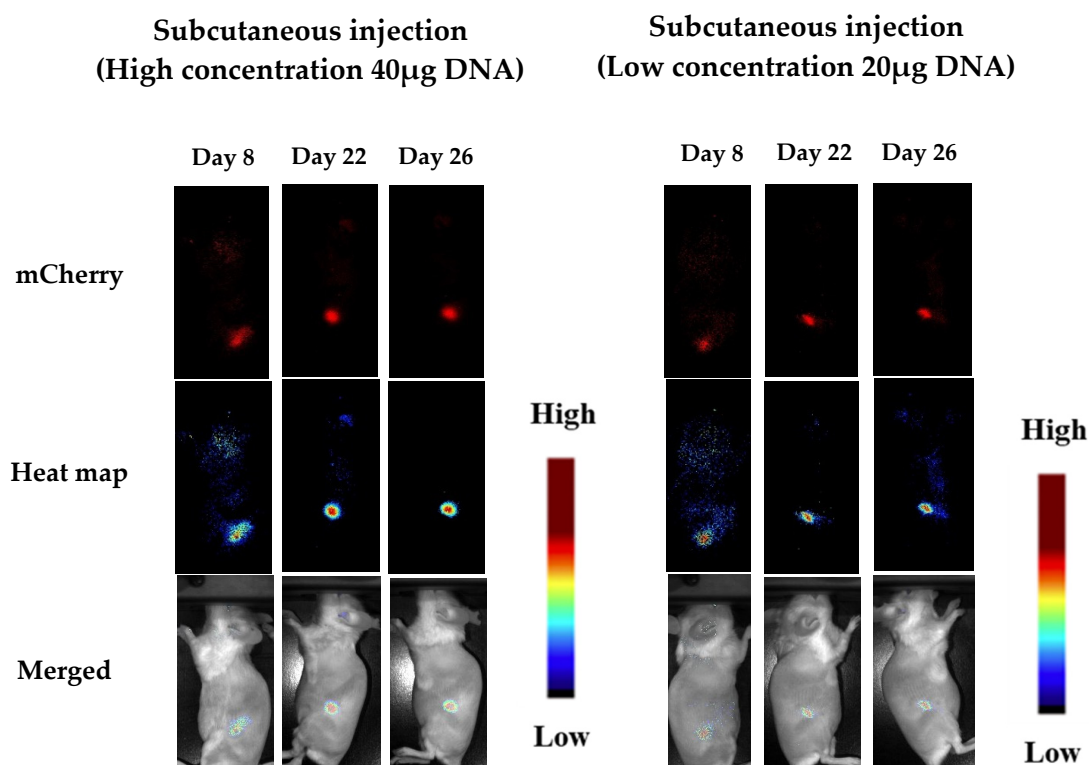 Subcutaneous injection
(High concentration 40µg DNA)
Subcutaneous injection
(Low concentration 20µg DNA)
Day 8
Day 22
Day 26
Day 8
Day 22
Day 26
mCherry
Heat map
High
Low
High
Low
Merged